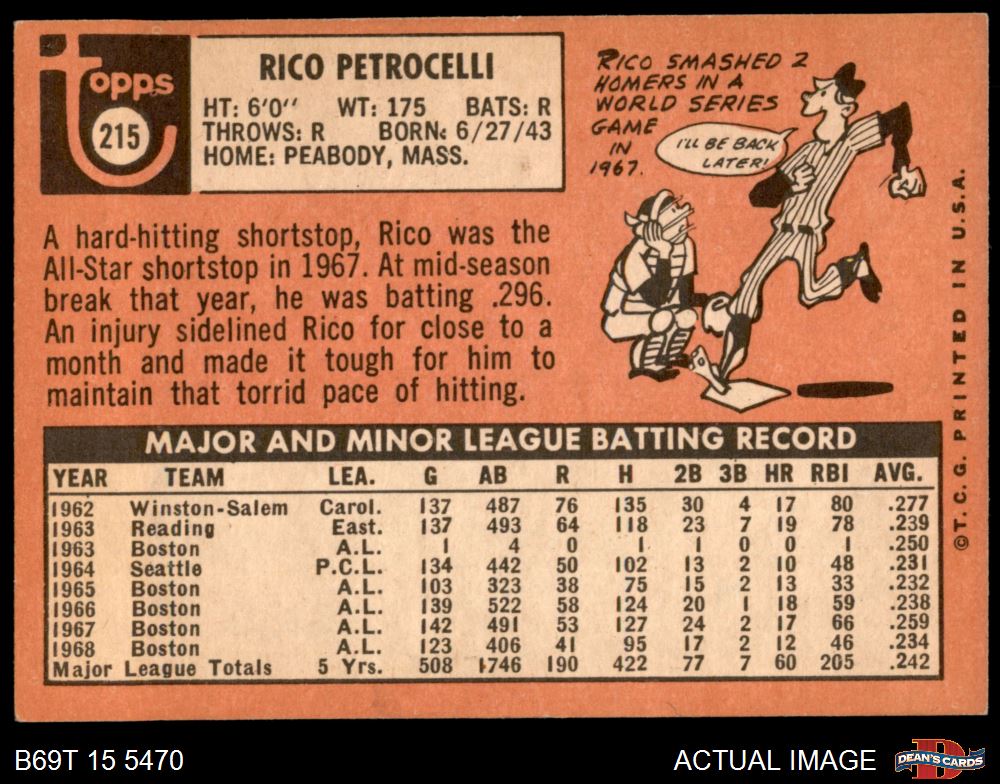 Topps
215
RICO PETROCELLI
HT: 6'0" WT: 175 BATS: R
THROWS: R BORN: 6/27/43
HOME: PEABODY, MASS.
RICO SMASHED 2
HOMERS IN A
WORLD SERIES
GAME
IN
1967.
I'LL BE BACK
LATER!
A hard-hitting shortstop, Rico was the
All-Star shortstop in 1967. At mid-season
break that year, he was batting .296.
An injury sidelined Rico for close to a
month and made it tough for him to
maintain that torrid pace of hitting.
MAJOR AND MINOR LEAGUE BATTING RECORD
YEAR TEAM LEA. G AB R H 2B 3B HR RBI AVG.
1962 Winston-Salem Carol. 137 487 76 135 30 4 17 80 .277
1963 Reading East. 137 493 64 118 23 7 19 78 .239
1963 Boston A.L. 1 4 0 1 1 0 0 1 .250
1964 Seattle P.C.L. 134 442 50 102 13 2 10 48 .231
1965 Boston A.L. 103 323 38 75 15 2 13 33 .232
1966 Boston A.L. 139 522 58 124 20 1 18 59 .238
1967 Boston A.L. 142 491 53 127 24 2 17 66 .259
1968 Boston A.L. 123 406 41 95 17 2 12 46 .234
Major League Totals 5 Yrs. 508 1746 190 422 77 7 60 205 .242
©T. C. G. PRINTED IN U.S.A.
B69T 15 5470
ACTUAL IMAGE
D
DEAN'S CARDS